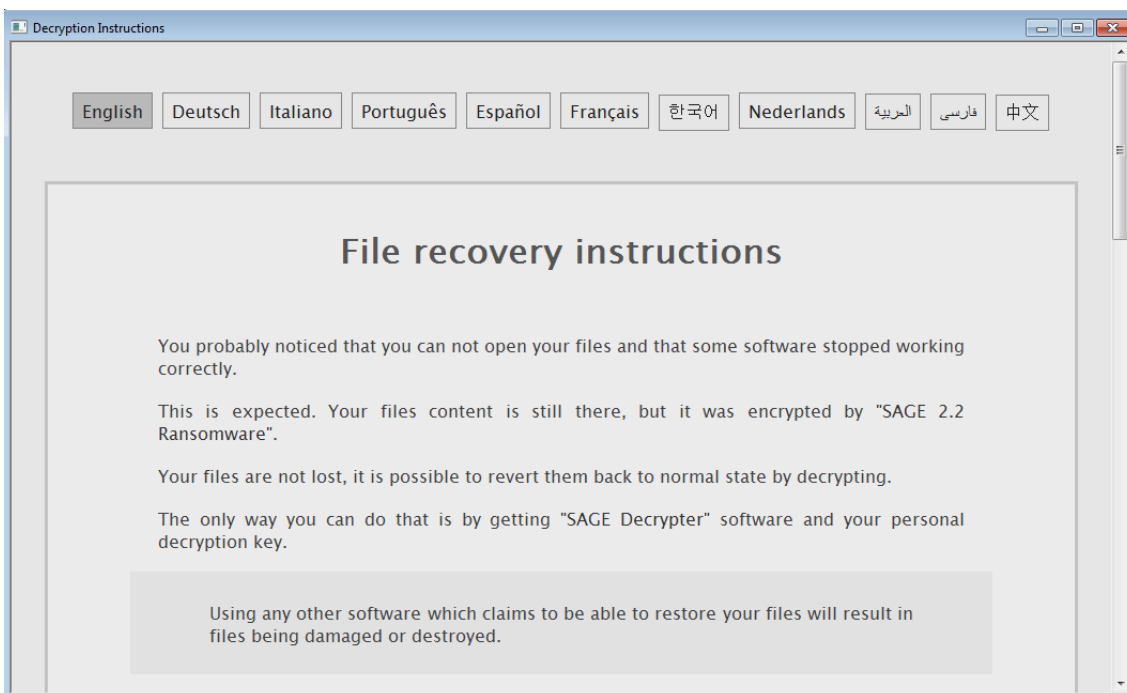 Decryption Instructions
English Deutsch Italiano Português Español Français 한국어 Nederlands العربية فارسی 中文
File recovery instructions
You probably noticed that you can not open your files and that some software stopped working
correctly.
This is expected. Your files content is still there, but it was encrypted by "SAGE 2.2
Ransomware".
Your files are not lost, it is possible to revert them back to normal state by decrypting.
The only way you can do that is by getting "SAGE Decrypter" software and your personal
decryption key.
Using any other software which claims to be able to restore your files will result in
files being damaged or destroyed.